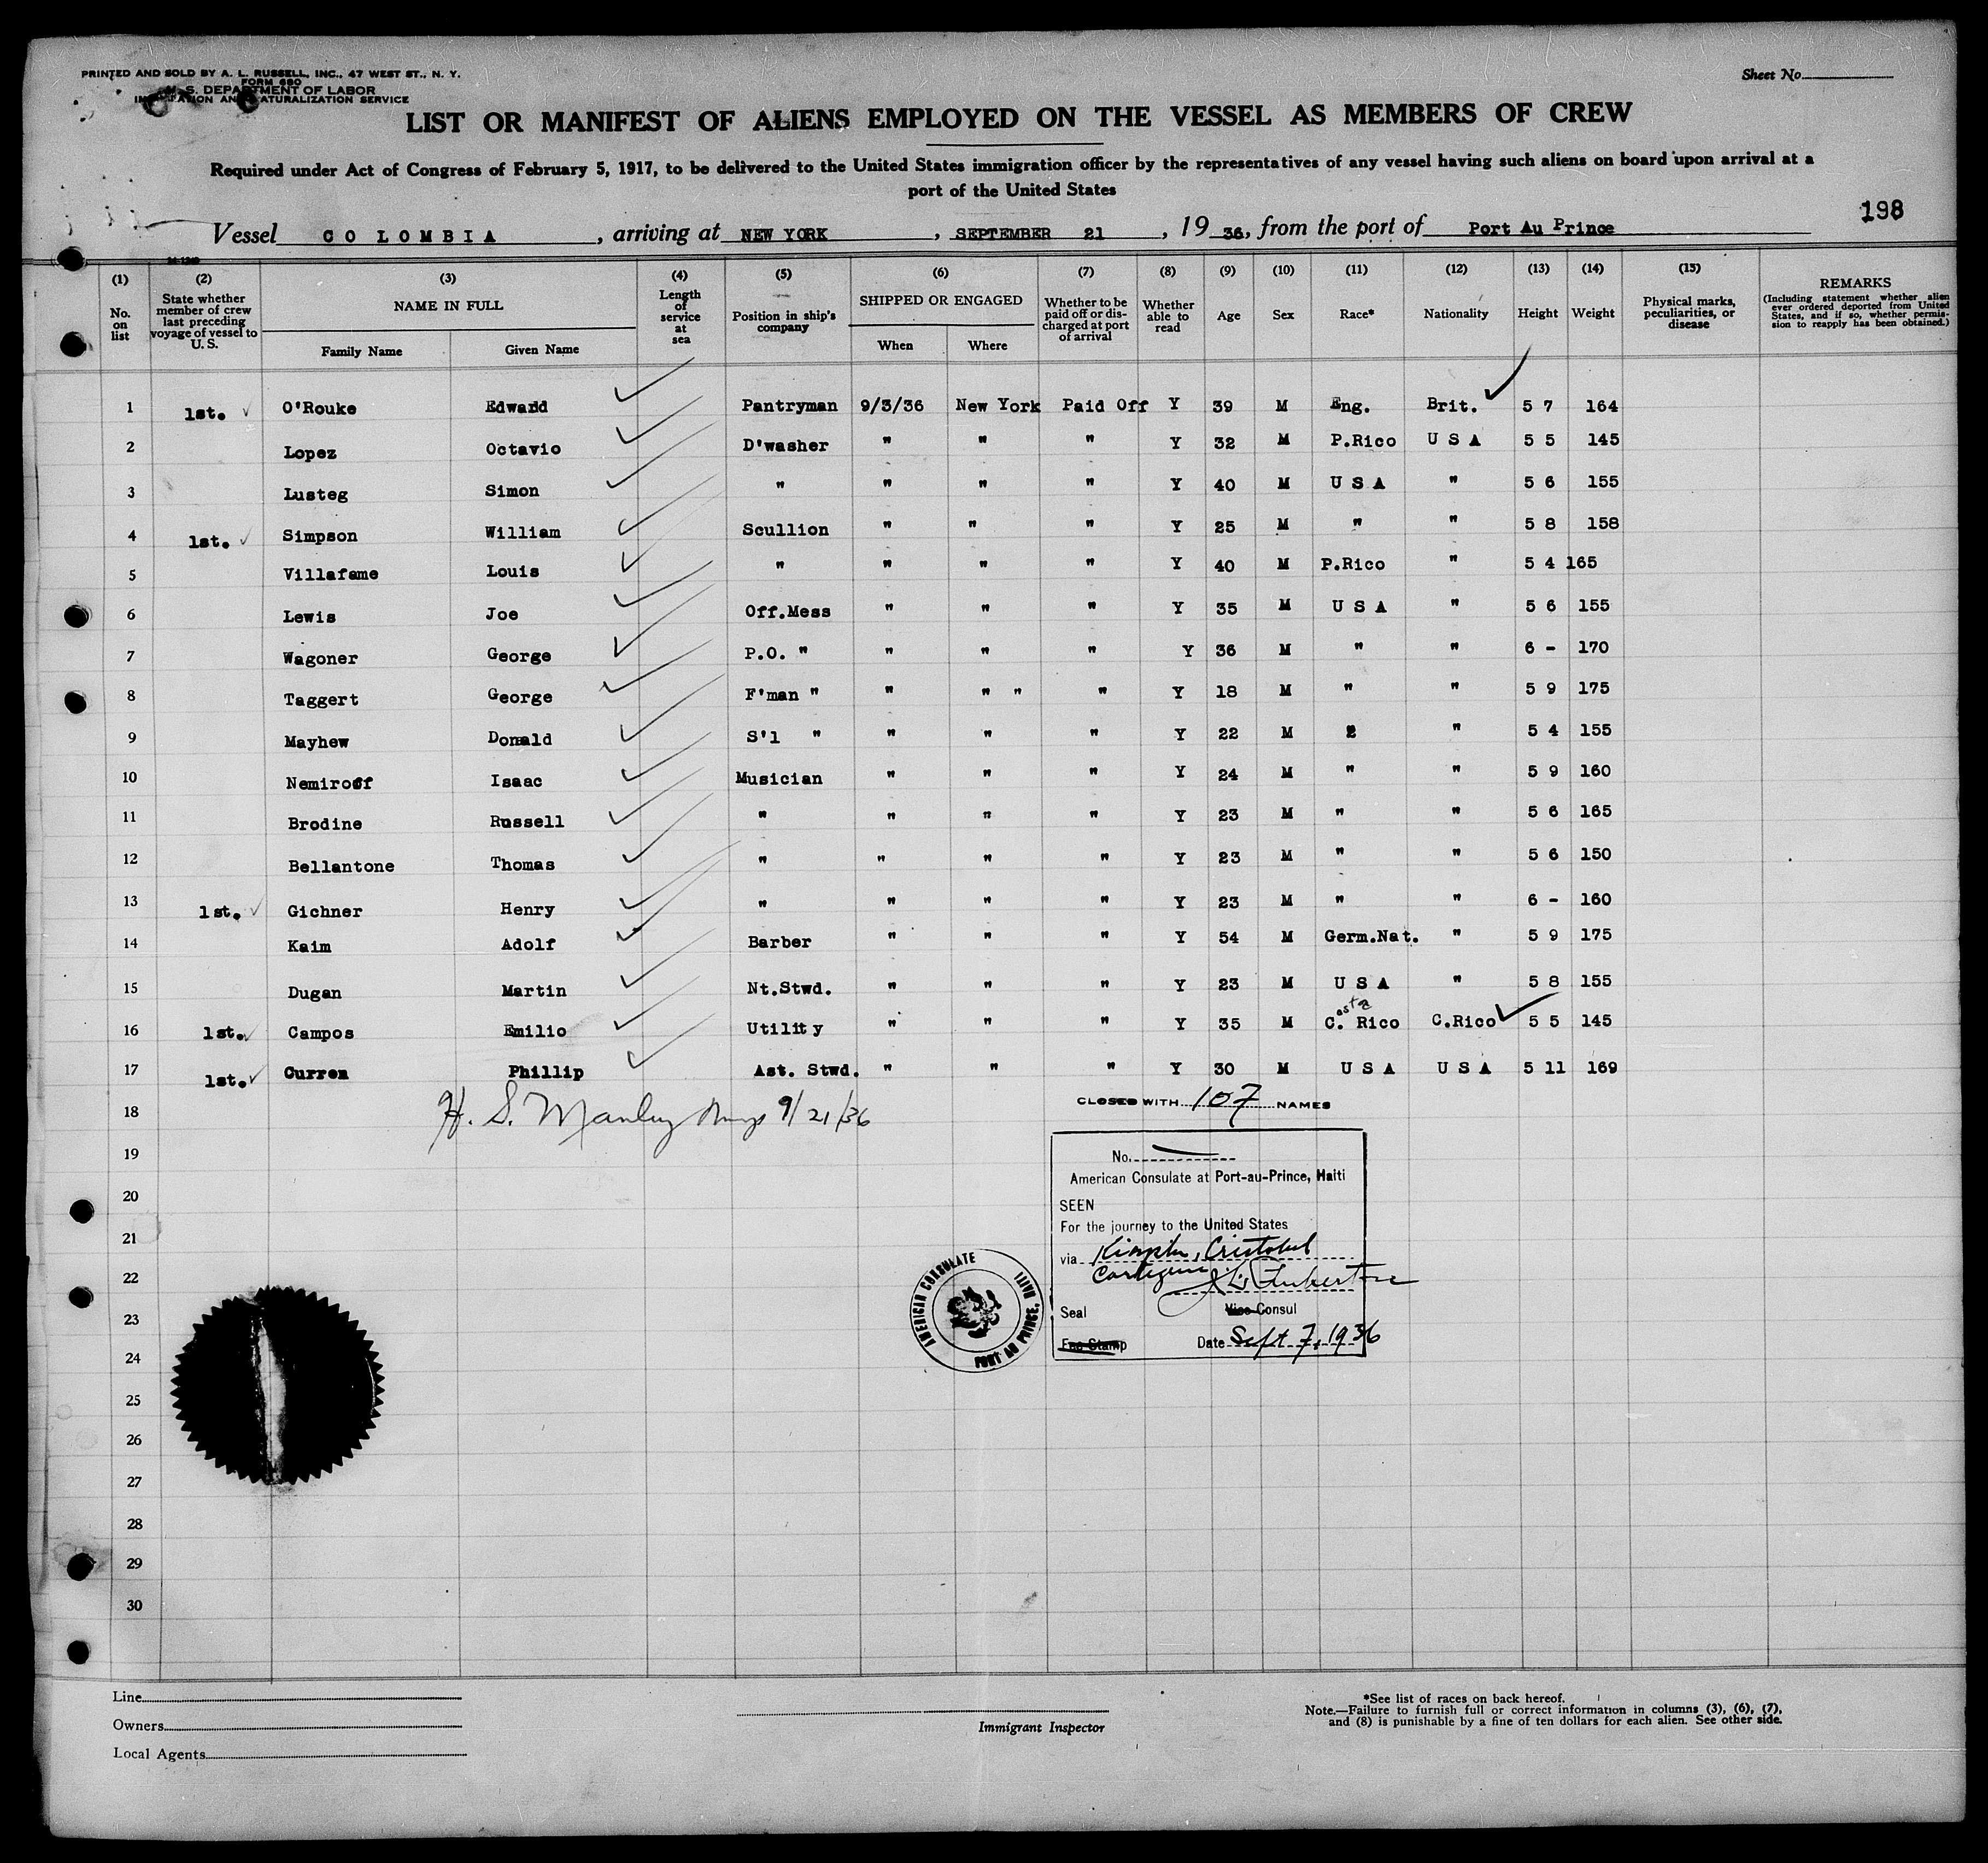 PRINTED AND SOLD BY A. L. RUSSELL, INC., 47 WEST ST., N. Y.
FORM 680
U. S. DEPARTMENT OF LABOR
IMMIGRATION AND NATURALIZATION SERVICE
Sheet No.
LIST OR MANIFEST OF ALIENS EMPLOYED ON THE VESSEL AS MEMBERS OF CREW
Required under Act of Congress of February 5, 1917, to be delivered to the United States immigration officer by the representatives of any vessel having such aliens on board upon arrival at a
port of the United States
198
Vessel COLOMBIA, arriving at NEW YORK, SEPTEMBER 21, 19 36, from the port of Port Au Prince
(1) No. on list
(2) State whether member of crew last preceding voyage of vessel to U. S.
(3) NAME IN FULL Family Name Given Name
(4) Length of service at sea
(5) Position in ship's company
(6) SHIPPED OR ENGAGED When Where
(7) Whether to be paid off or discharged at port of arrival
(8) Whether able to read
(9) Age
(10) Sex
(11) Race*
(12) Nationality
(13) Height
(14) Weight
(15) Physical marks, peculiarities, or disease
REMARKS (Including statement whether alien ever ordered deported from United States, and if so, whether permission to reapply has been obtained.)
1 1st. O'Rouke Edward Pantryman 9/3/36 New York Paid Off Y 39 M Eng. Brit. 5 7 164
2 Lopez Octavio D'washer " " " Y 32 M P.Rico U S A 5 5 145
3 Lusteg Simon " " " " Y 40 M U S A " 5 6 155
4 1st. Simpson William Scullion " " " Y 25 M " " 5 8 158
5 Villafame Louis " " " " Y 40 M P.Rico " 5 4 165
6 Lewis Joe Off.Mess " " " Y 35 M U S A " 5 6 155
7 Wagoner George P.O. " " " " Y 36 M " " 6 - 170
8 Taggert George F'man " " " " " Y 18 M " " 5 9 175
9 Mayhew Donald S'l " " " " Y 22 M 2 " 5 4 155
10 Nemiroff Isaac Musician " " " Y 24 M " " 5 9 160
11 Brodine Russell " " " " Y 23 M " " 5 6 165
12 Bellantone Thomas " " " " Y 23 M " " 5 6 150
13 1st. Gichner Henry " " " " Y 23 M " " 6 - 160
14 Kaim Adolf Barber " " " Y 54 M Germ.Nat. " 5 9 175
15 Dugan Martin Nt.Stwd. " " " Y 23 M U S A " 5 8 155
16 1st. Campos Emilio Utility " " " Y 35 M C.osta Rico C.Rico 5 5 145
17 1st. Curren Phillip Ast. Stwd. " " " Y 30 M U S A U S A 5 11 169
18 H. S. Manley 9/21/36 CLOSED WITH 107 NAMES
19
20
21
22
23
24
25
26
27
28
29
30
No.
American Consulate at Port-au-Prince, Haiti
SEEN
For the journey to the United States
via Cristobal
Seal Vice Consul
Fee Stamp Date Sept 7, 1936
AMERICAN CONSULATE
PORT AU PRINCE, HAITI
Line
Owners
Local Agents
Immigrant Inspector
*See list of races on back hereof.
Note.—Failure to furnish full or correct information in columns (3), (6), (7),
and (8) is punishable by a fine of ten dollars for each alien. See other side.